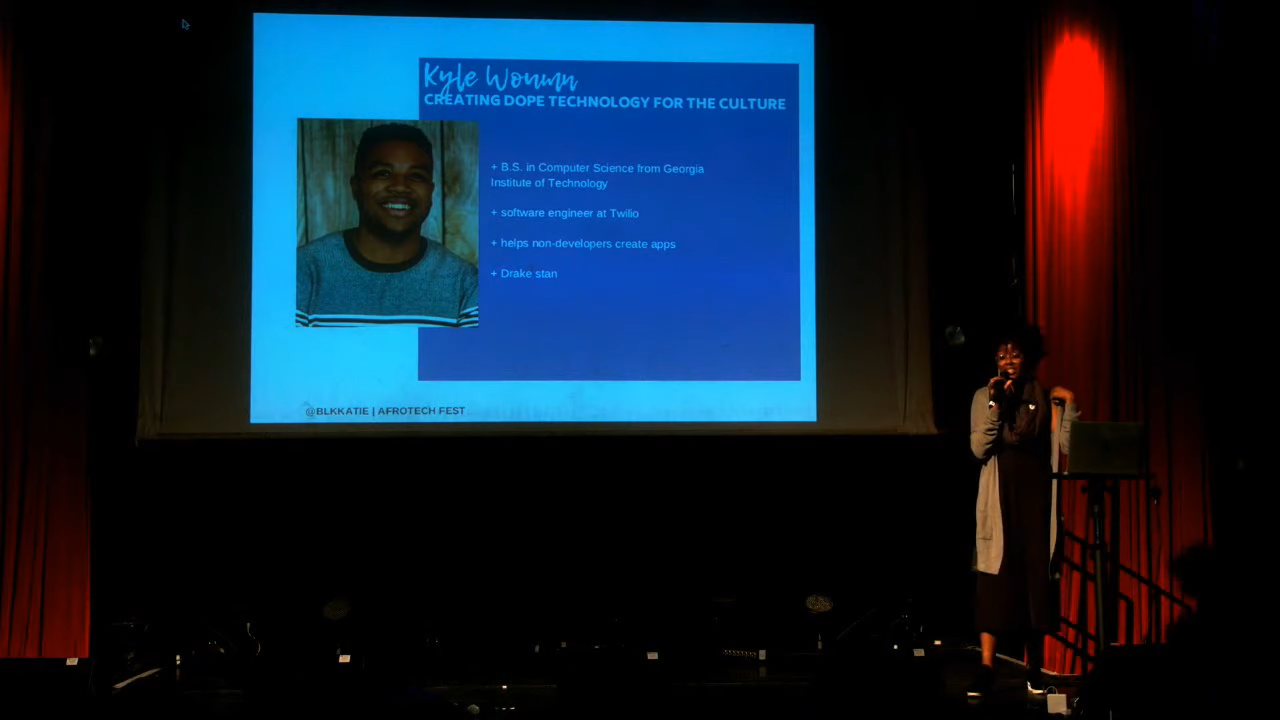 Kyle Woumn
CREATING DOPE TECHNOLOGY FOR THE CULTURE
+ B.S. in Computer Science from Georgia
Institute of Technology
+ software engineer at Twilio
+ helps non-developers create apps
+ Drake stan
@BLKKATIE | AFROTECH FEST